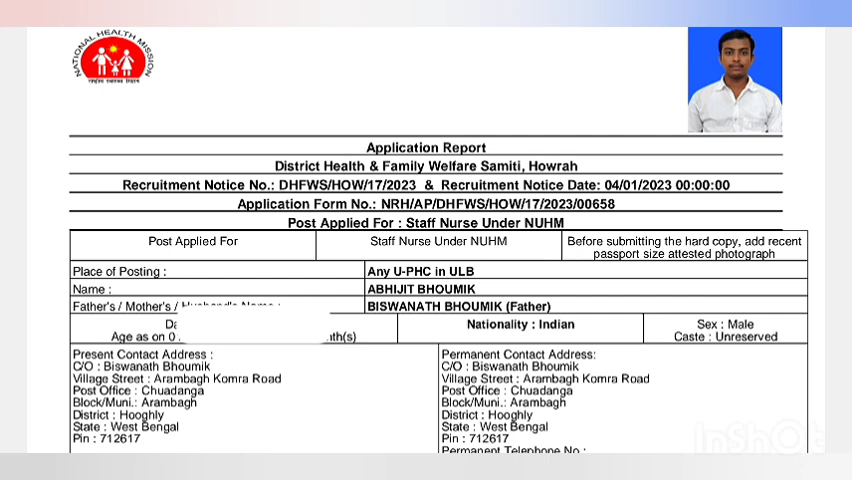 NATIONAL HEALTH MISSION
Application Report
District Health & Family Welfare Samiti, Howrah
Recruitment Notice No.: DHFWS/HOW/17/2023 & Recruitment Notice Date: 04/01/2023 00:00:00
Application Form No.: NRH/AP/DHFWS/HOW/17/2023/00658
Post Applied For : Staff Nurse Under NUHM
Post Applied For Staff Nurse Under NUHM Before submitting the hard copy, add recent
passport size attested photograph
Place of Posting : Any U-PHC in ULB
Name : ABHIJIT BHOUMIK
Father's / Mother's / Husband's Name : BISWANATH BHOUMIK (Father)
Nationality : Indian Sex : Male
Age as on 0 Caste : Unreserved
Present Contact Address : Permanent Contact Address:
C/O : Biswanath Bhoumik C/O : Biswanath Bhoumik
Village Street : Arambagh Komra Road Village Street : Arambagh Komra Road
Post Office : Chuadanga Post Office : Chuadanga
Block/Muni.: Arambagh Block/Muni.: Arambagh
District : Hooghly District : Hooghly
State : West Bengal State : West Bengal
Pin : 712617 Pin : 712617
Permanent Telephone No :
InShOt